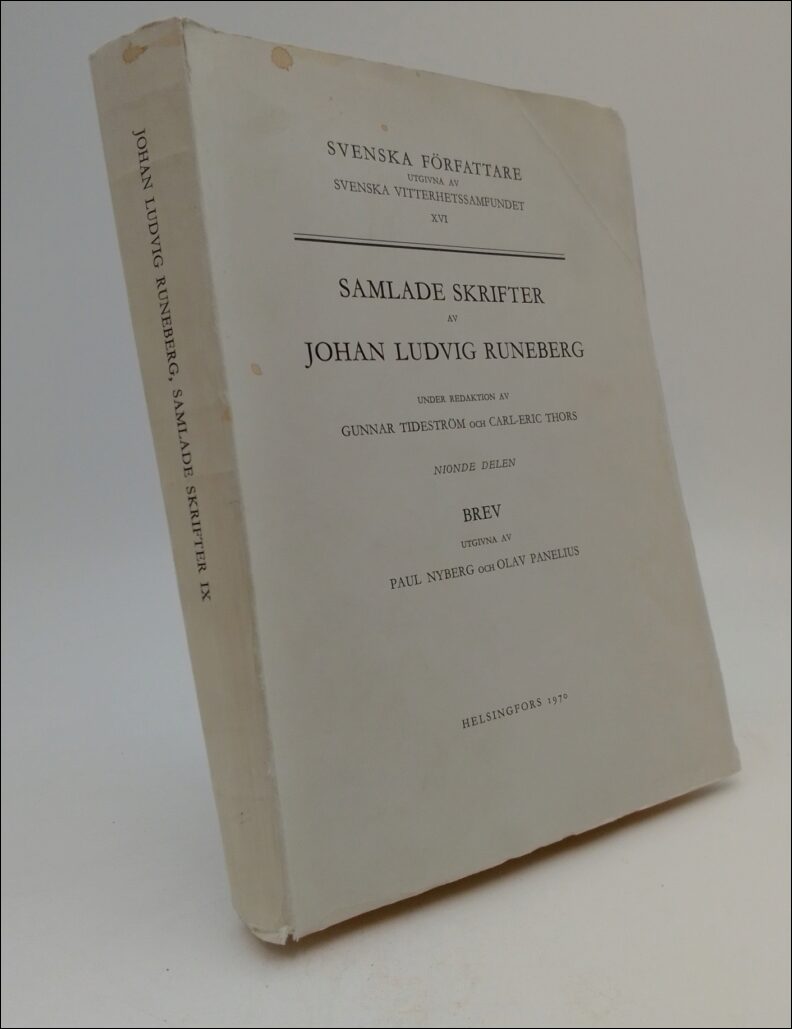 JOHAN LUDVIG RUNEBERG, SAMLADE SKRIFTER IX
SVENSKA FÖRFATTARE
UTGIVNA AV
SVENSKA VITTERHETSSAMFUNDET
XVI
SAMLADE SKRIFTER
AV
JOHAN LUDVIG RUNEBERG
UNDER REDAKTION AV
GUNNAR TIDESTRÖM OCH CARL-ERIC THORS
NIONDE DELEN
BREV
UTGIVNA AV
PAUL NYBERG OCH OLAV PANELIUS
HELSINGFORS 1970